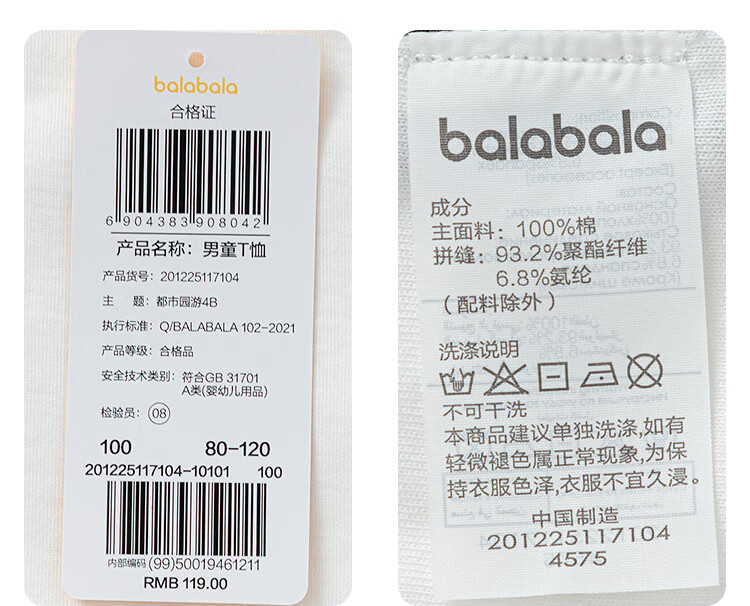 balabala
合格证
6 904383 908042
产品名称：男童T恤
产品货号：201225117104
主 题：都市园游4B
执行标准：Q/BALABALA 102-2021
产品等级：合格品
安全技术类别：符合GB 31701
A类(婴幼儿用品)
检验员：08
100 80-120
201225117104-10101 100
内部编码 (99)50019461211
RMB 119.00
balabala
成分
主面料：100%棉
拼缝：93.2%聚酯纤维
6.8%氨纶
（配料除外）
洗涤说明
不可干洗
本商品建议单独洗涤,如有
轻微褪色属正常现象,为保
持衣服色泽,衣服不宜久浸。
中国制造
201225117104
4575